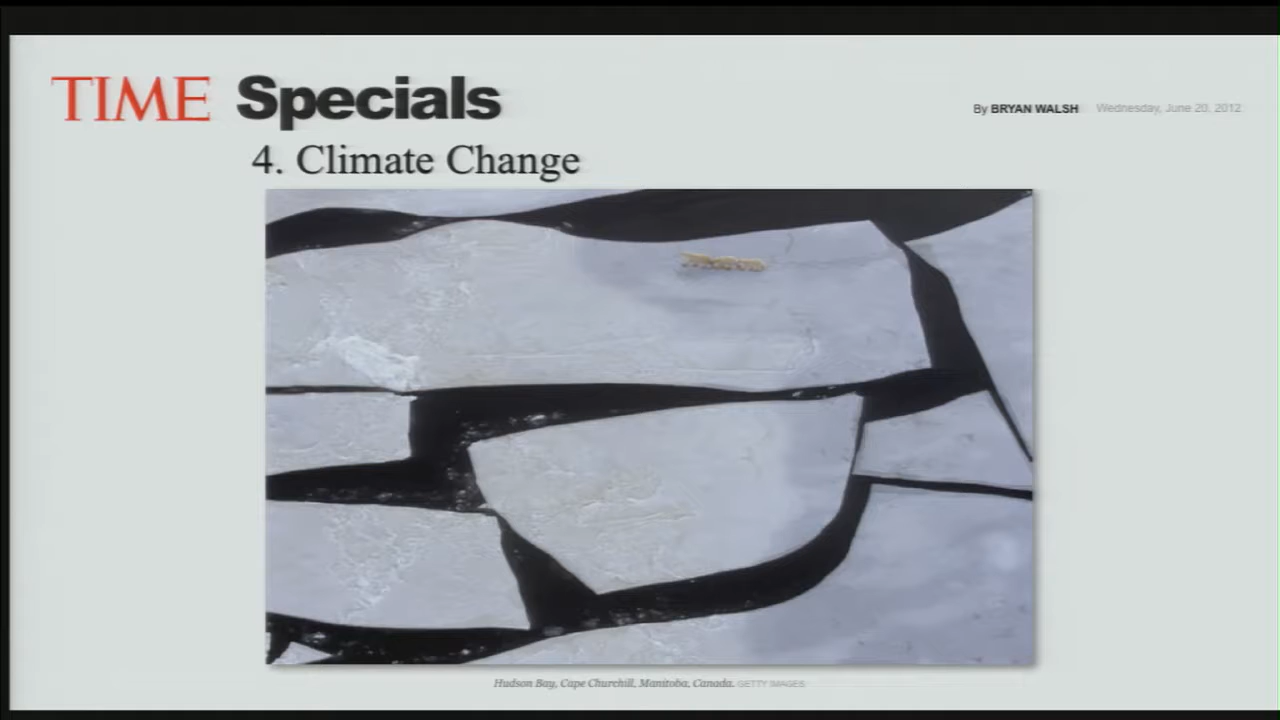 TIME Specials
By BRYAN WALSH Wednesday, June 20, 2012
4. Climate Change
Hudson Bay, Cape Churchill, Manitoba, Canada. GETTY IMAGES